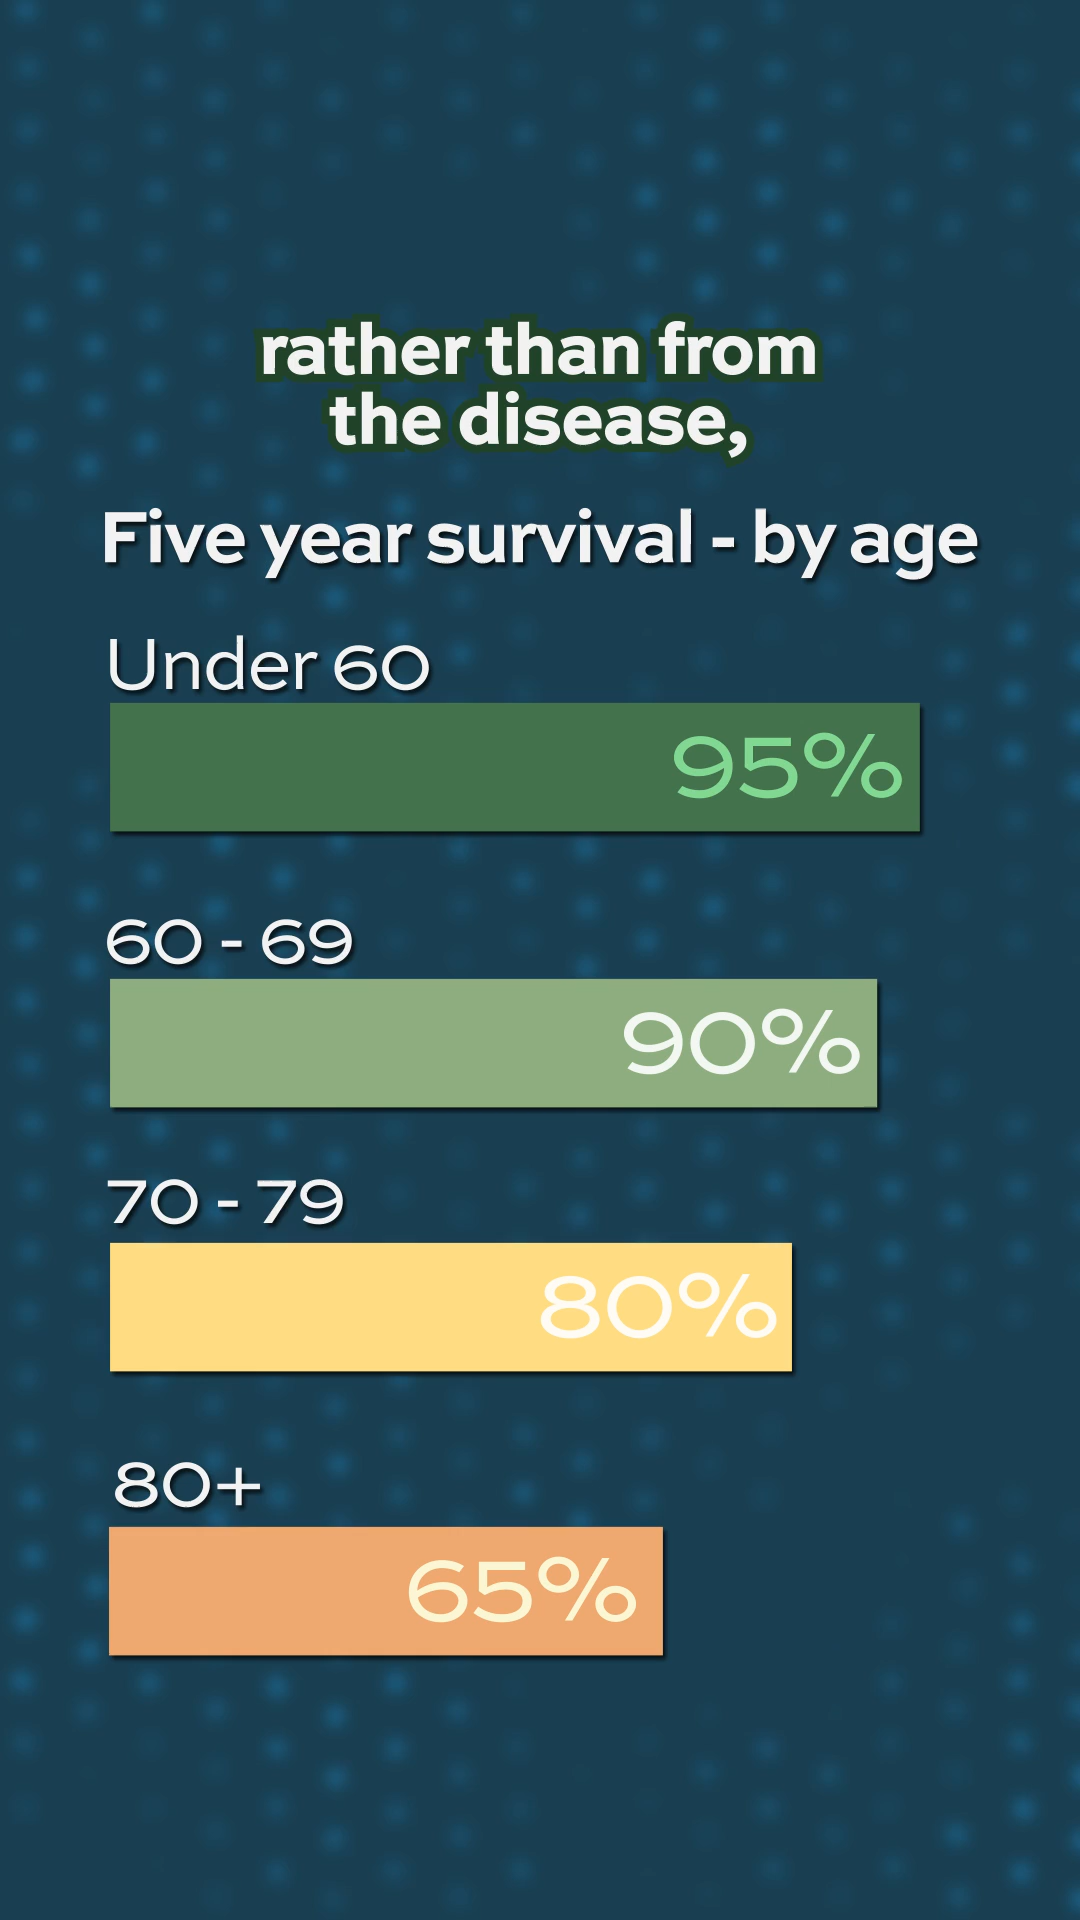 rather than from
the disease,
Five year survival - by age
Under 60
95%
60 - 69
90%
70 - 79
80%
80+
65%